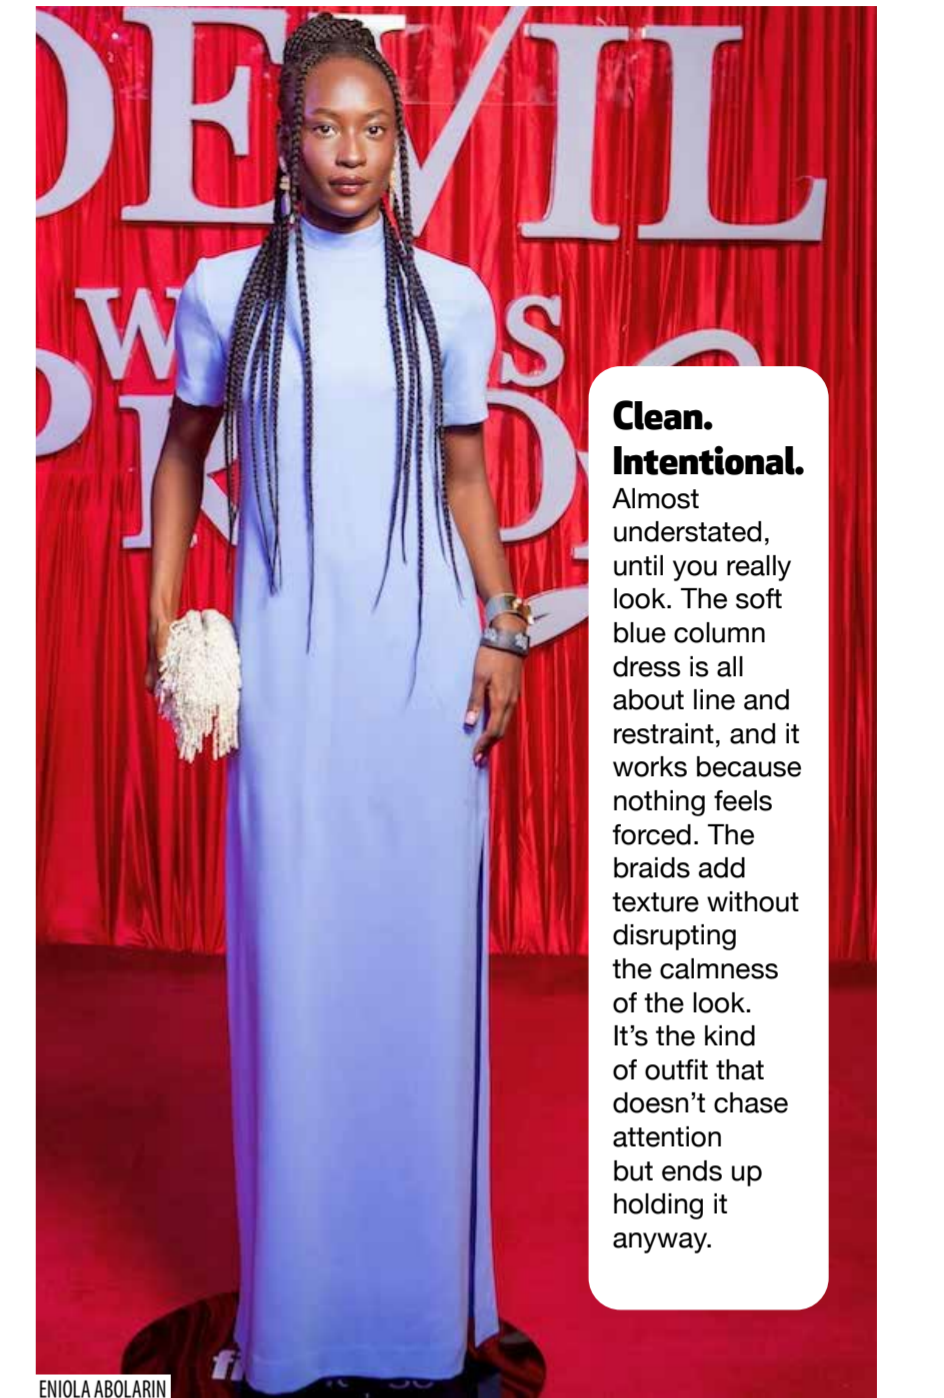 DEVIL
W S
PR D
Clean.
Intentional.
Almost
understated,
until you really
look. The soft
blue column
dress is all
about line and
restraint, and it
works because
nothing feels
forced. The
braids add
texture without
disrupting
the calmness
of the look.
It’s the kind
of outfit that
doesn’t chase
attention
but ends up
holding it
anyway.
ENIOLA ABOLARIN